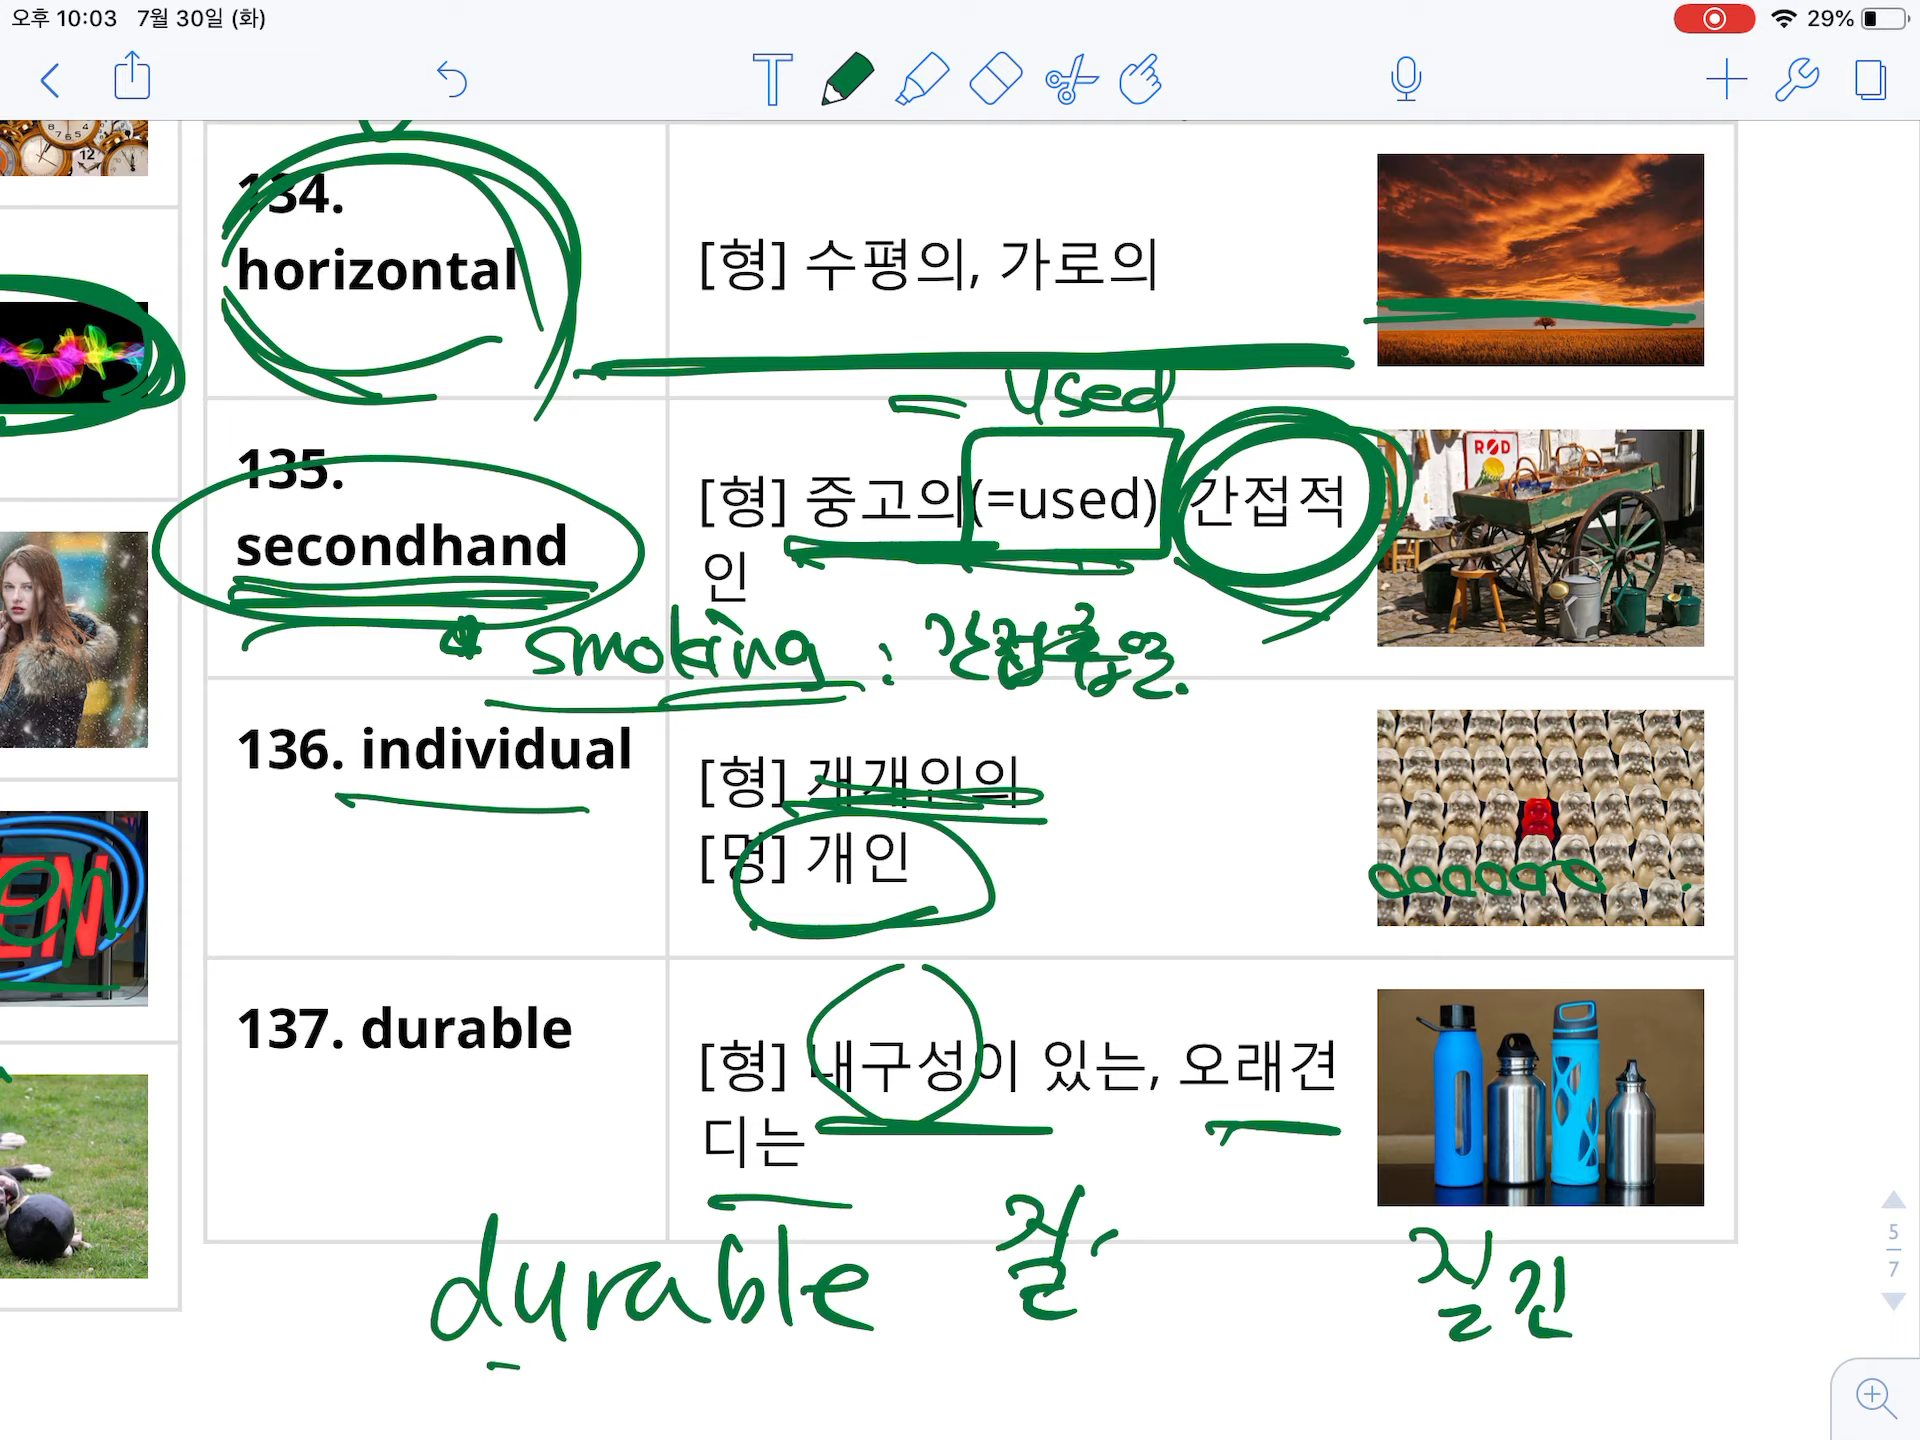 오후 10:03 7월 30일 (화)
29%
134.
horizontal
[형] 수평의, 가로의
= used
135.
secondhand
[형] 중고의(=used) 간접적
인
smoking : 간접흡연.
136. individual
[형] 개개인의
[명] 개인
137. durable
[형] 내구성이 있는, 오래견
디는
durable 질 질긴
5
7
ROD
12